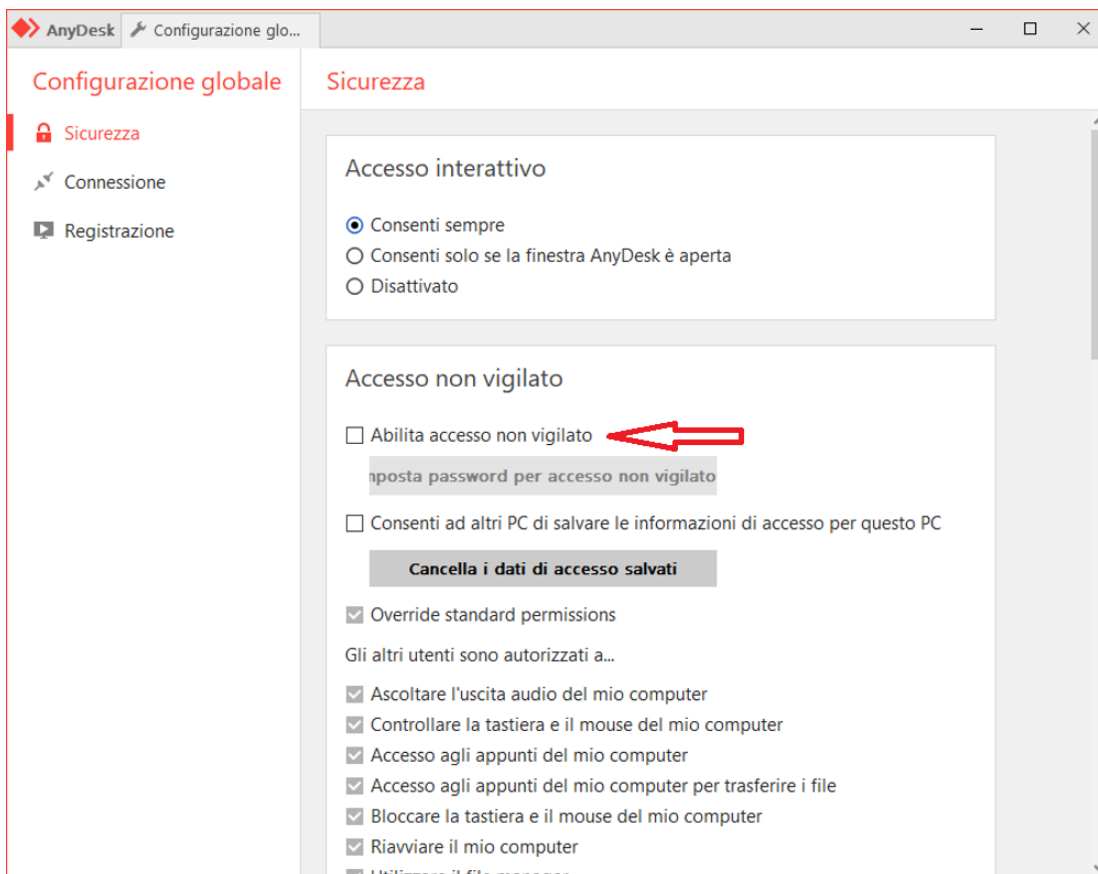 AnyDesk Configurazione glo...
Configurazione globale
Sicurezza
Connessione
Registrazione
Sicurezza
Accesso interattivo
Consenti sempre
Consenti solo se la finestra AnyDesk è aperta
Disattivato
Accesso non vigilato
Abilita accesso non vigilato
nposta password per accesso non vigilato
Consenti ad altri PC di salvare le informazioni di accesso per questo PC
Cancella i dati di accesso salvati
Override standard permissions
Gli altri utenti sono autorizzati a...
Ascoltare l'uscita audio del mio computer
Controllare la tastiera e il mouse del mio computer
Accesso agli appunti del mio computer
Accesso agli appunti del mio computer per trasferire i file
Bloccare la tastiera e il mouse del mio computer
Riavviare il mio computer